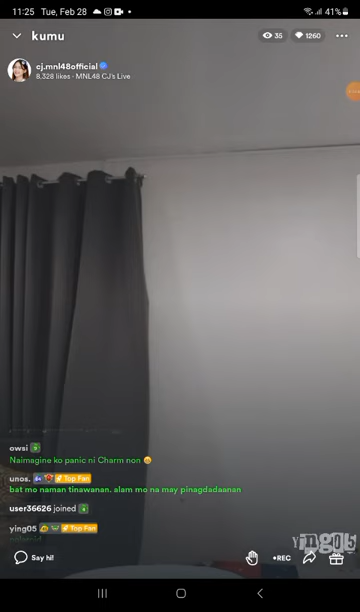 11:25 Tue, Feb 28 41%
kumu 35 1260
cj.mnl48official
8,328 likes • MNL48 CJ's Live
owsi
Naimagine ko panic ni Charm non
unos. Top Fan
bat mo naman tinawanan. alam mo na may pinagdadaanan
user36626 joined
ying05 Top Fan
Say hi! •REC